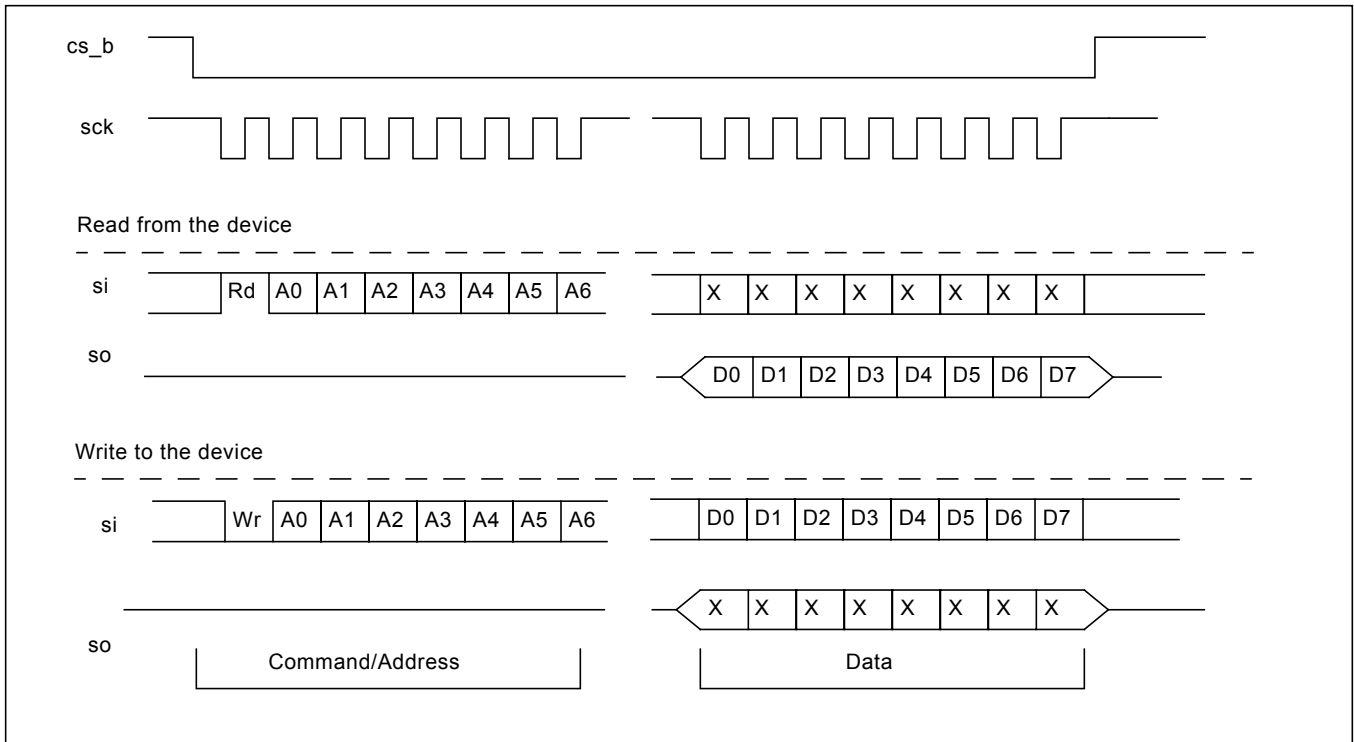 cs_b
sck
Read from the device
si Rd A0 A1 A2 A3 A4 A5 A6 X X X X X X X X
so D0 D1 D2 D3 D4 D5 D6 D7
Write to the device
si Wr A0 A1 A2 A3 A4 A5 A6 D0 D1 D2 D3 D4 D5 D6 D7
so X X X X X X X X
Command/Address Data